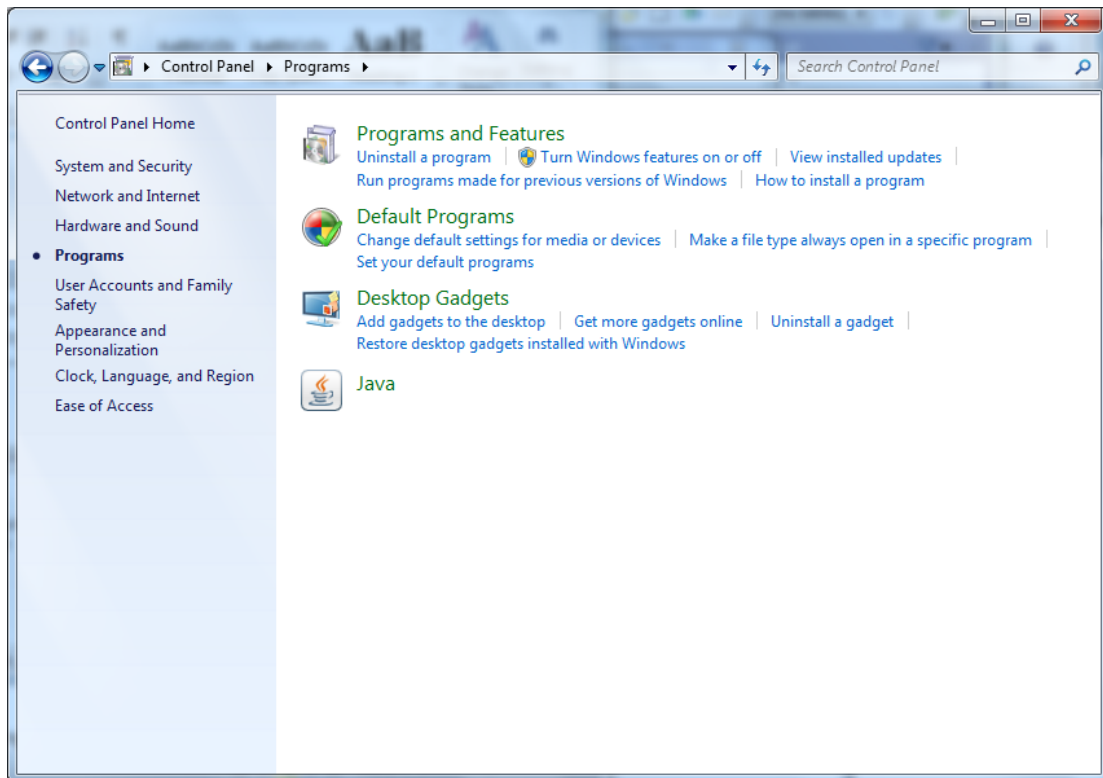 AaB
Control Panel Programs
Search Control Panel
Control Panel Home
System and Security
Network and Internet
Hardware and Sound
Programs
User Accounts and Family
Safety
Appearance and
Personalization
Clock, Language, and Region
Ease of Access
Programs and Features
Uninstall a program Turn Windows features on or off View installed updates
Run programs made for previous versions of Windows How to install a program
Default Programs
Change default settings for media or devices Make a file type always open in a specific program
Set your default programs
Desktop Gadgets
Add gadgets to the desktop Get more gadgets online Uninstall a gadget
Restore desktop gadgets installed with Windows
Java